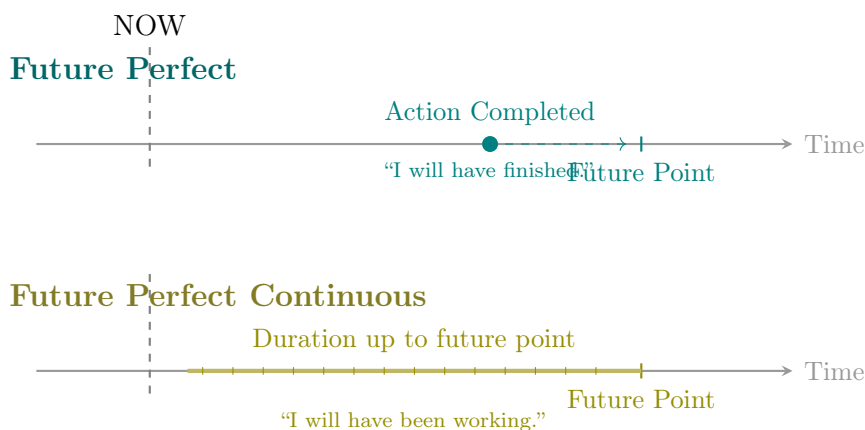 NOW
Future Perfect
Action Completed
Time
“I will have finished.”
Future Point
Future Perfect Continuous
Duration up to future point
Time
Future Point
“I will have been working.”